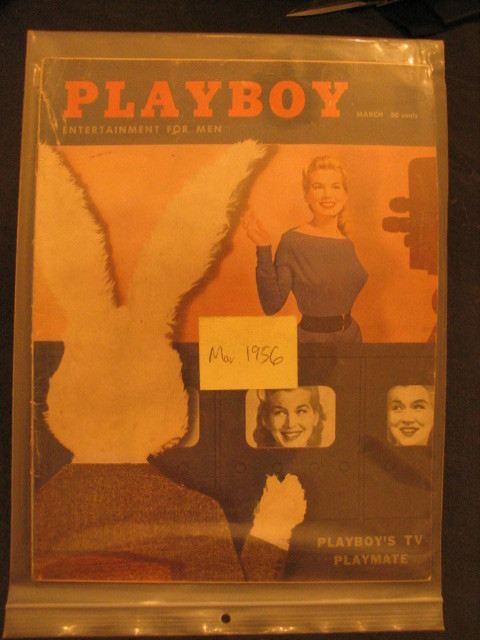 PLAYBOY
ENTERTAINMENT FOR MEN
MARCH 50 cents
Mar. 1956
PLAYBOY'S TV
PLAYMATE